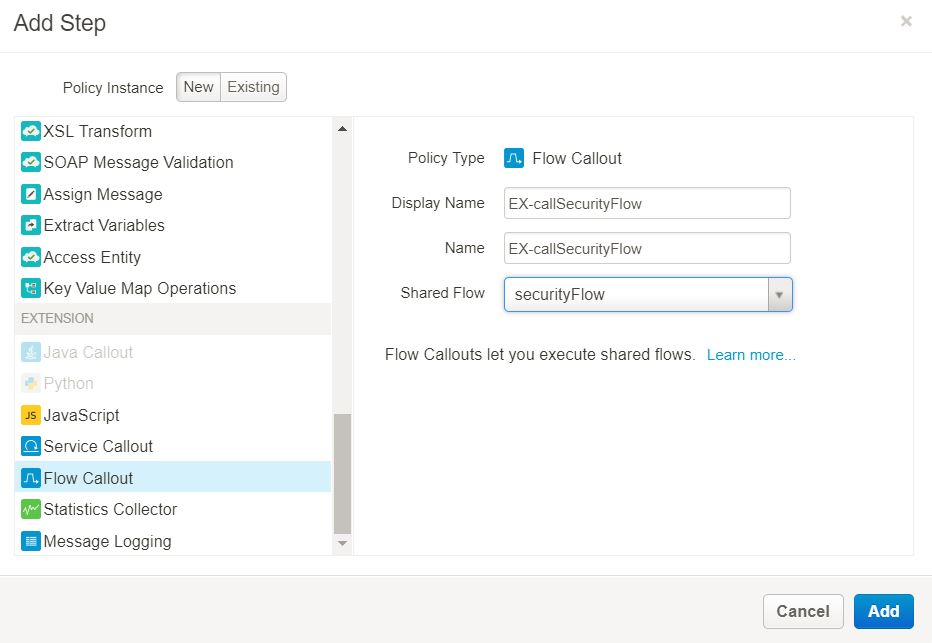 Add Step
×
Policy Instance New Existing
XSL Transform
SOAP Message Validation
Assign Message
Extract Variables
Access Entity
Key Value Map Operations
EXTENSION
Java Callout
Python
JS JavaScript
Service Callout
Flow Callout
Statistics Collector
Message Logging
Policy Type Flow Callout
Display Name EX-callSecurityFlow
Name EX-callSecurityFlow
Shared Flow securityFlow
Flow Callouts let you execute shared flows. Learn more...
Cancel Add